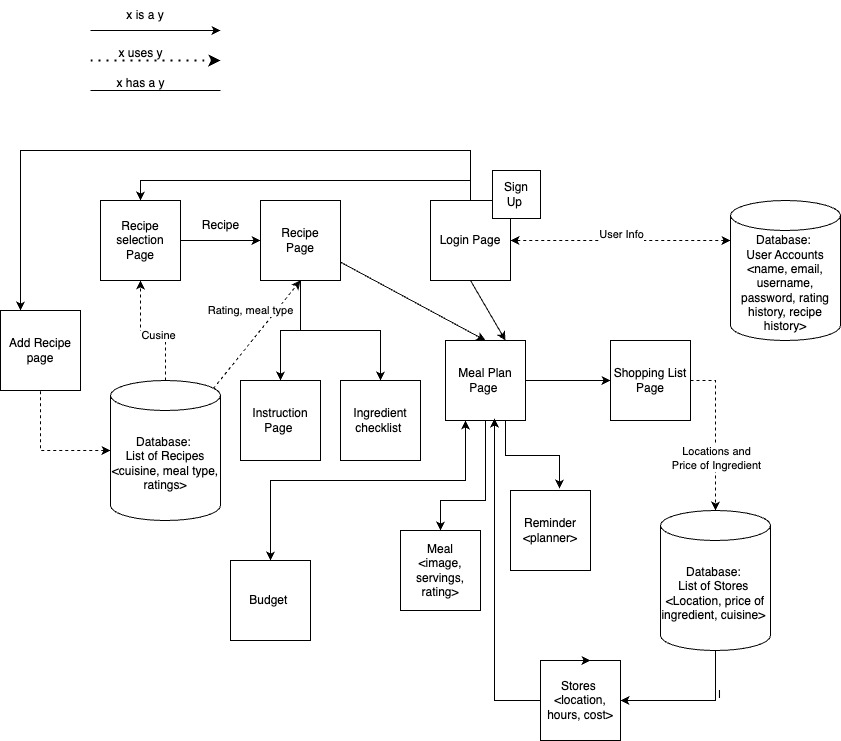 x is a y
x uses y
x has a y
Sign
Up
Recipe
selection
Page
Recipe
Recipe
Page
Login Page
User Info
Database:
User Accounts
<name, email,
username,
password, rating
history, recipe
history>
Rating, meal type
Cusine
Add Recipe
page
Meal Plan
Page
Shopping List
Page
Instruction
Page
Ingredient
checklist
Database:
List of Recipes
<cuisine, meal type,
ratings>
Locations and
Price of Ingredient
Reminder
<planner>
Meal
<image,
servings,
rating>
Budget
Database:
List of Stores
<Location, price of
ingredient, cuisine>
Stores
<location,
hours, cost>
l